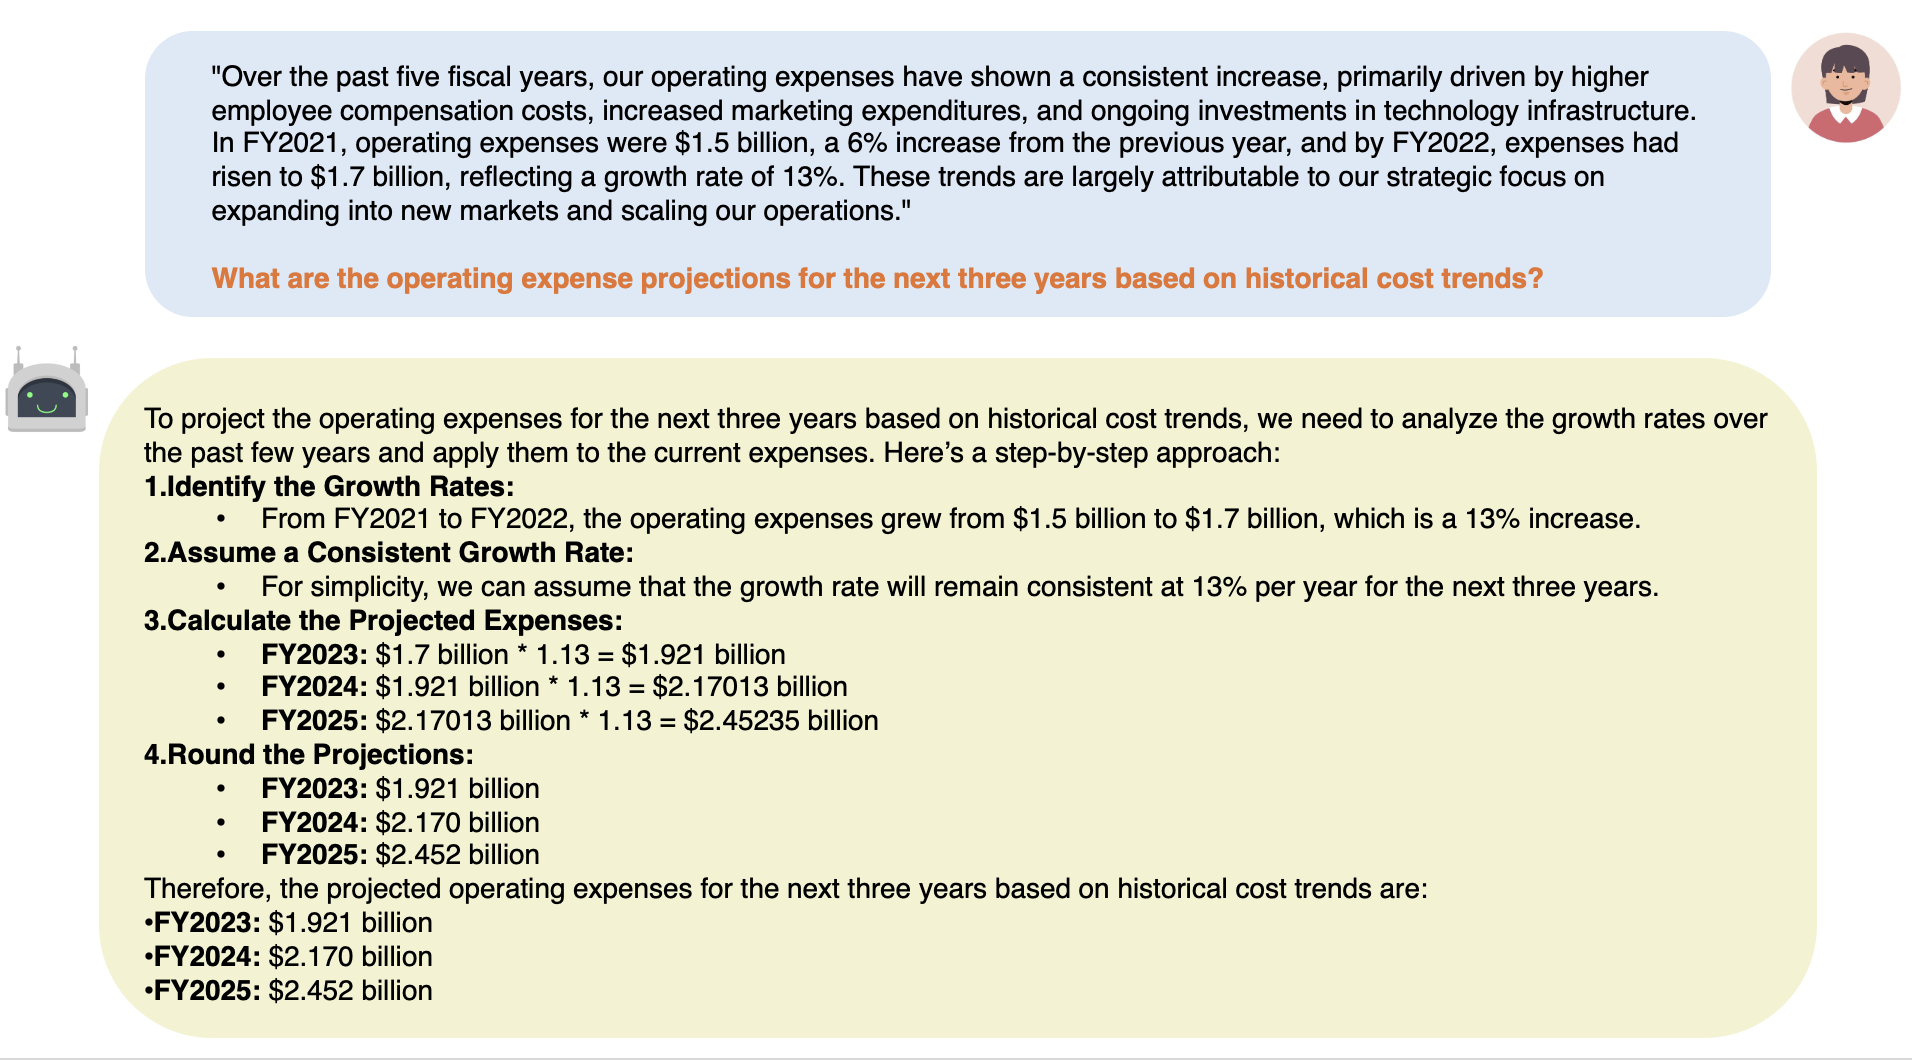 "Over the past five fiscal years, our operating expenses have shown a consistent increase, primarily driven by higher
employee compensation costs, increased marketing expenditures, and ongoing investments in technology infrastructure.
In FY2021, operating expenses were $1.5 billion, a 6% increase from the previous year, and by FY2022, expenses had
risen to $1.7 billion, reflecting a growth rate of 13%. These trends are largely attributable to our strategic focus on
expanding into new markets and scaling our operations."
What are the operating expense projections for the next three years based on historical cost trends?
To project the operating expenses for the next three years based on historical cost trends, we need to analyze the growth rates over
the past few years and apply them to the current expenses. Here’s a step-by-step approach:
1.Identify the Growth Rates:
• From FY2021 to FY2022, the operating expenses grew from $1.5 billion to $1.7 billion, which is a 13% increase.
2.Assume a Consistent Growth Rate:
• For simplicity, we can assume that the growth rate will remain consistent at 13% per year for the next three years.
3.Calculate the Projected Expenses:
• FY2023: $1.7 billion * 1.13 = $1.921 billion
• FY2024: $1.921 billion * 1.13 = $2.17013 billion
• FY2025: $2.17013 billion * 1.13 = $2.45235 billion
4.Round the Projections:
• FY2023: $1.921 billion
• FY2024: $2.170 billion
• FY2025: $2.452 billion
Therefore, the projected operating expenses for the next three years based on historical cost trends are:
•FY2023: $1.921 billion
•FY2024: $2.170 billion
•FY2025: $2.452 billion